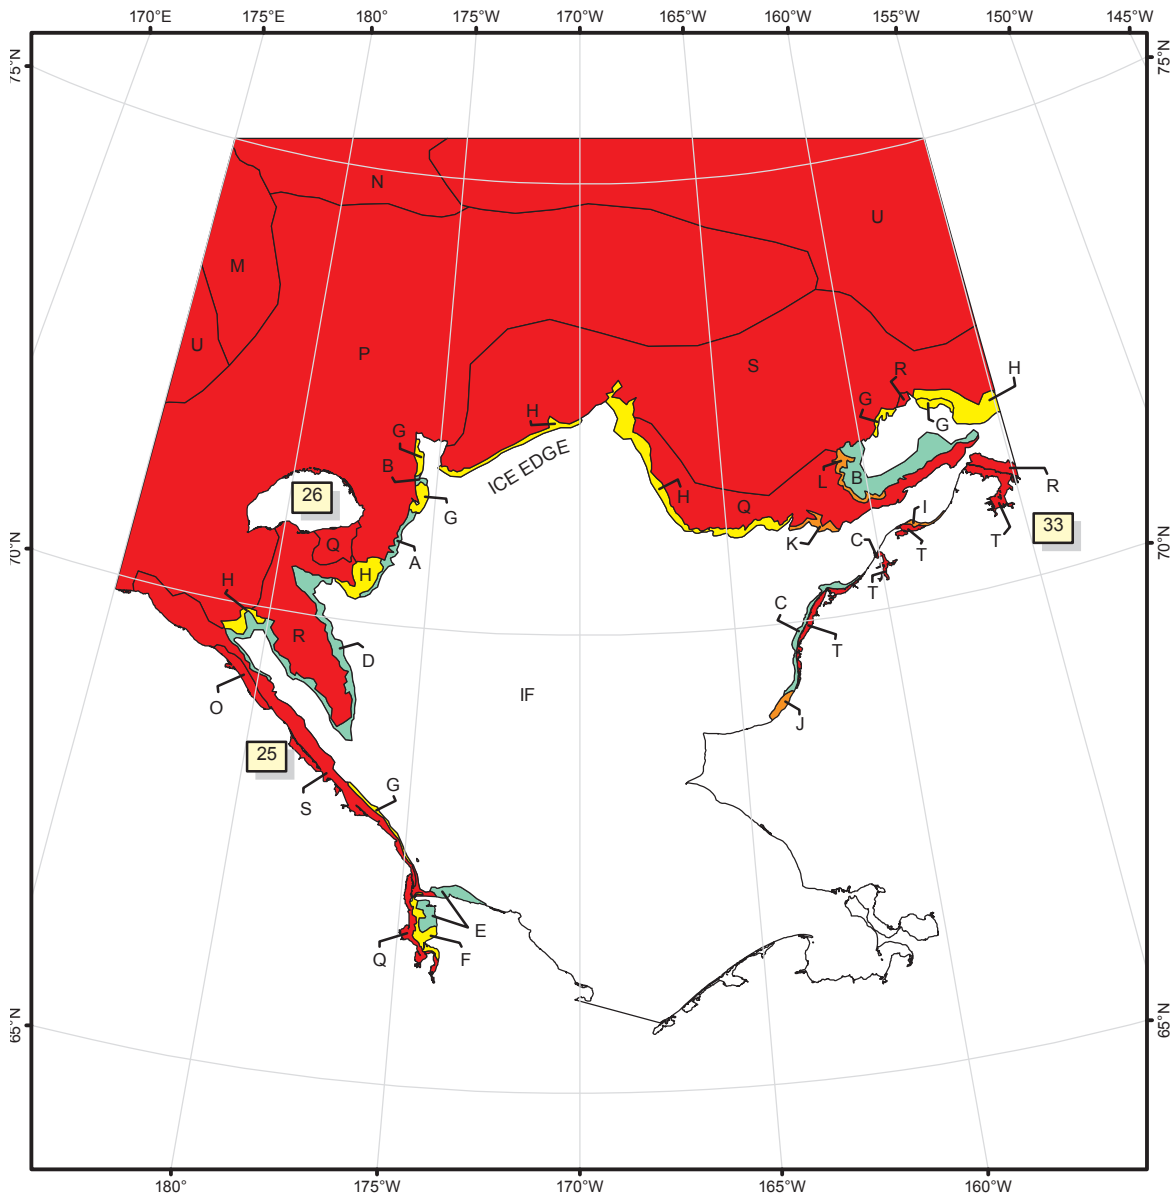 170°E 175°E 180° 175°W 170°W 165°W 160°W 155°W 150°W 145°W
75°N 75°N
N
U
M
U
P
S
R
H
H
G
G
G
B
L
B
ICE EDGE
26
G
H
Q
R
K
I
33
T
T
Q
A
C
70°N 70°N
H
H
T
R
D
C
T
O
IF
J
25
G
S
E
Q
F
65°N 65°N
180° 175°W 170°W 165°W 160°W